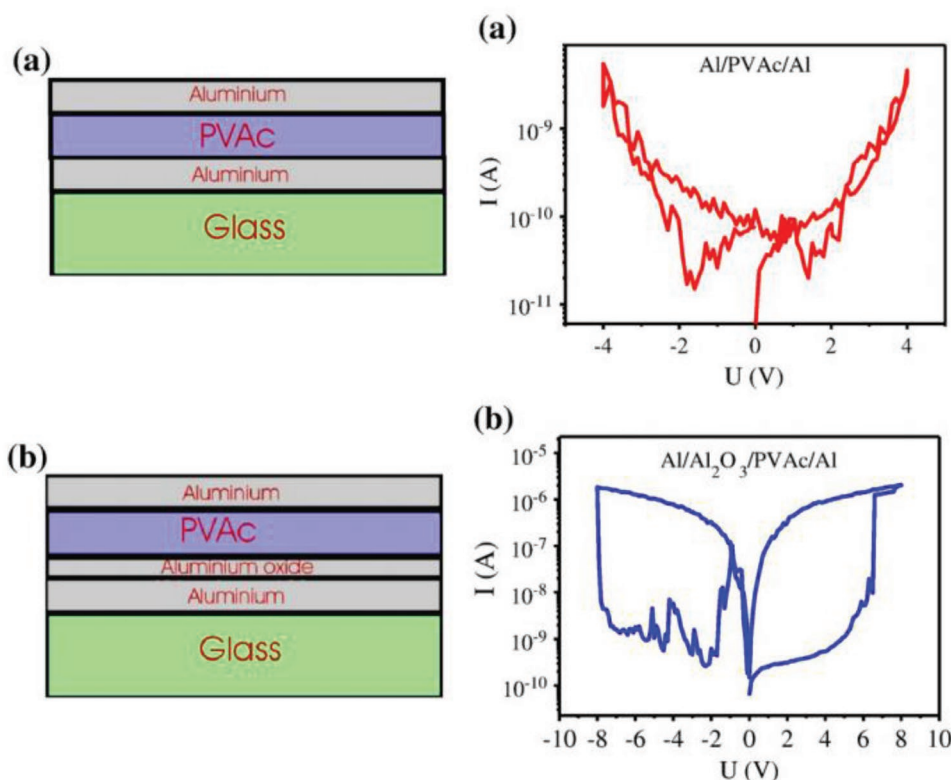 (a)
Aluminium
PVAc
Aluminium
Glass
(a)
Al/PVAc/Al
I (A)
10⁻⁹
10⁻¹⁰
10⁻¹¹
-4 -2 0 2 4
U (V)
(b)
Aluminium
PVAc
Aluminium oxide
Aluminium
Glass
(b)
Al/Al₂O₃/PVAc/Al
I (A)
10⁻⁵
10⁻⁶
10⁻⁷
10⁻⁸
10⁻⁹
10⁻¹⁰
-10 -8 -6 -4 -2 0 2 4 6 8 10
U (V)